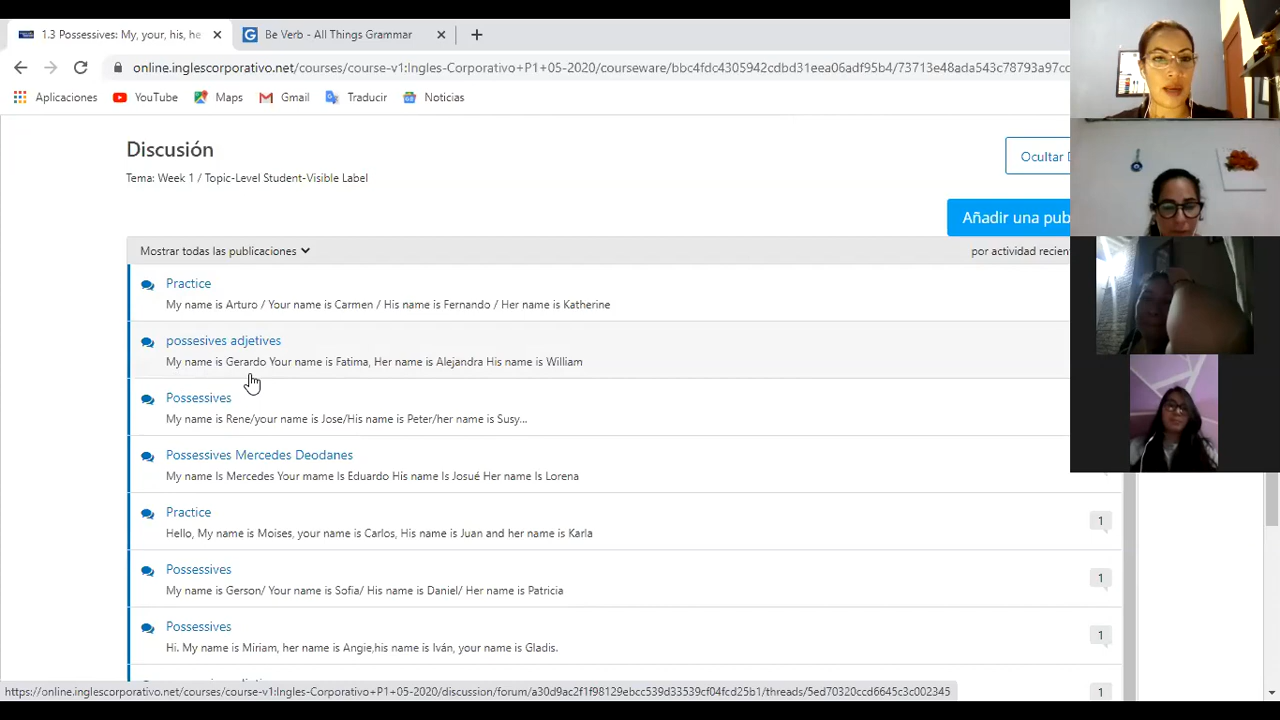 1.3 Possessives: My, your, his, he
Be Verb - All Things Grammar
online.inglescorporativo.net/courses/course-v1:Ingles-Corporativo+P1+05-2020/courseware/bbc4fdc4305942cdbd31eea06adf95b4/73713e48ada543c78793a97cc
Aplicaciones YouTube Maps Gmail Traducir Noticias
Discusión
Ocultar D
Tema: Week 1 / Topic-Level Student-Visible Label
Añadir una pub
Mostrar todas las publicaciones por actividad recien
Practice
My name is Arturo / Your name is Carmen / His name is Fernando / Her name is Katherine
possesives adjetives
My name is Gerardo Your name is Fatima, Her name is Alejandra His name is William
Possessives
My name is Rene/your name is Jose/His name is Peter/her name is Susy...
Possessives Mercedes Deodanes
My name Is Mercedes Your mame Is Eduardo His name Is Josué Her name Is Lorena
Practice
Hello, My name is Moises, your name is Carlos, His name is Juan and her name is Karla
1
Possessives
My name is Gerson/ Your name is Sofia/ His name is Daniel/ Her name is Patricia
1
Possessives
Hi. My name is Miriam, her name is Angie,his name is Iván, your name is Gladis.
1
1
https://online.inglescorporativo.net/courses/course-v1:Ingles-Corporativo+P1+05-2020/discussion/forum/a30d9ac2f1f98129ebcc539d33539cf04fcd25b1/threads/5ed70320ccd6645c3c002345